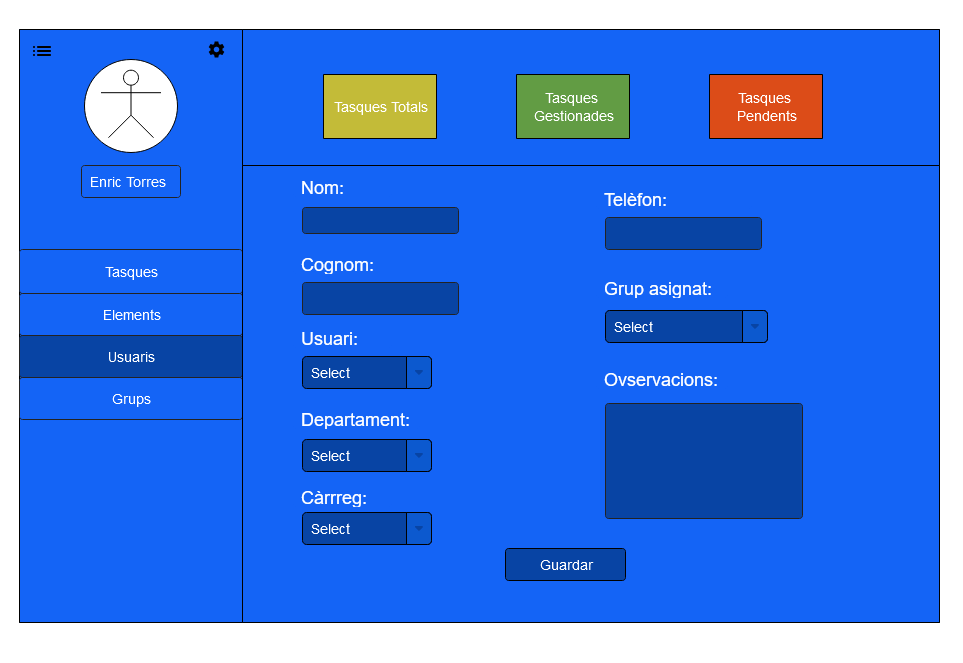 Enric Torres
Tasques
Elements
Usuaris
Grups
Tasques Totals
Tasques
Gestionades
Tasques
Pendents
Nom:
Cognom:
Usuari:
Select
Departament:
Select
Càrrreg:
Select
Telèfon:
Grup asignat:
Select
Ovservacions:
Guardar